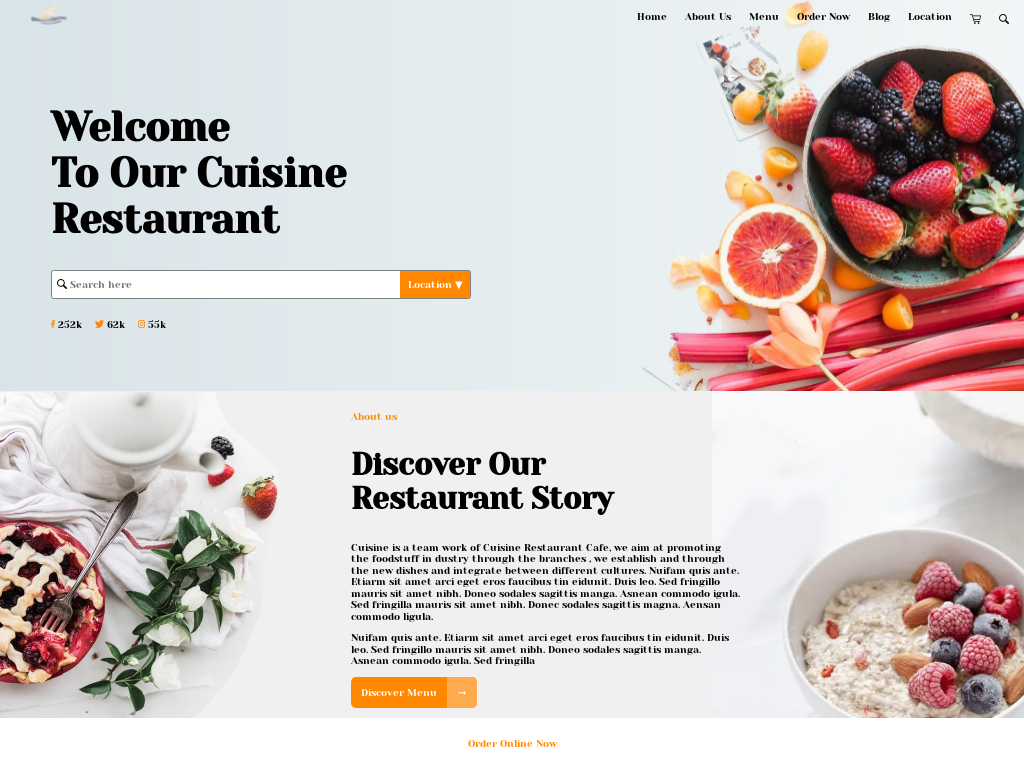 Home About Us Menu Order Now Blog Location
Welcome
To Our Cuisine
Restaurant
Search here Location ▼
252k 62k 55k
About us
Discover Our
Restaurant Story
Cuisine is a team work of Cuisine Restaurant Cafe, we aim at promoting
the foodstuff in dustry through the branches , we establish and through
the new dishes and integrate between different cultures. Nuifam quis ante.
Etiarm sit amet arci eget eros faucibus tin eidunit. Duis leo. Sed fringillo
mauris sit amet nibh. Doneo sodales sagittis manga. Asnean commodo igula.
Sed fringilla mauris sit amet nibh. Donec sodales sagittis magna. Aensan
commodo ligula.
Nuifam quis ante. Etiarm sit amet arci eget eros faucibus tin eidunit. Duis
leo. Sed fringillo mauris sit amet nibh. Doneo sodales sagittis manga.
Asnean commodo igula. Sed fringilla
Discover Menu →
Order Online Now